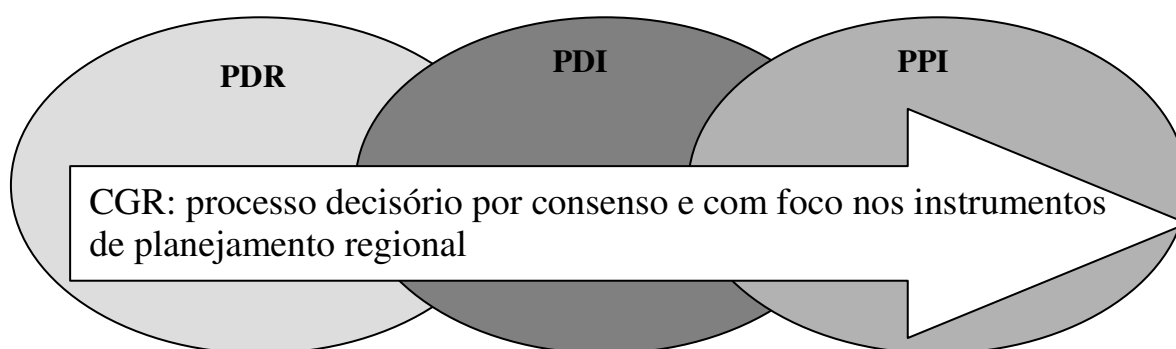 PDR
PDI
PPI
CGR: processo decisório por consenso e com foco nos instrumentos
de planejamento regional